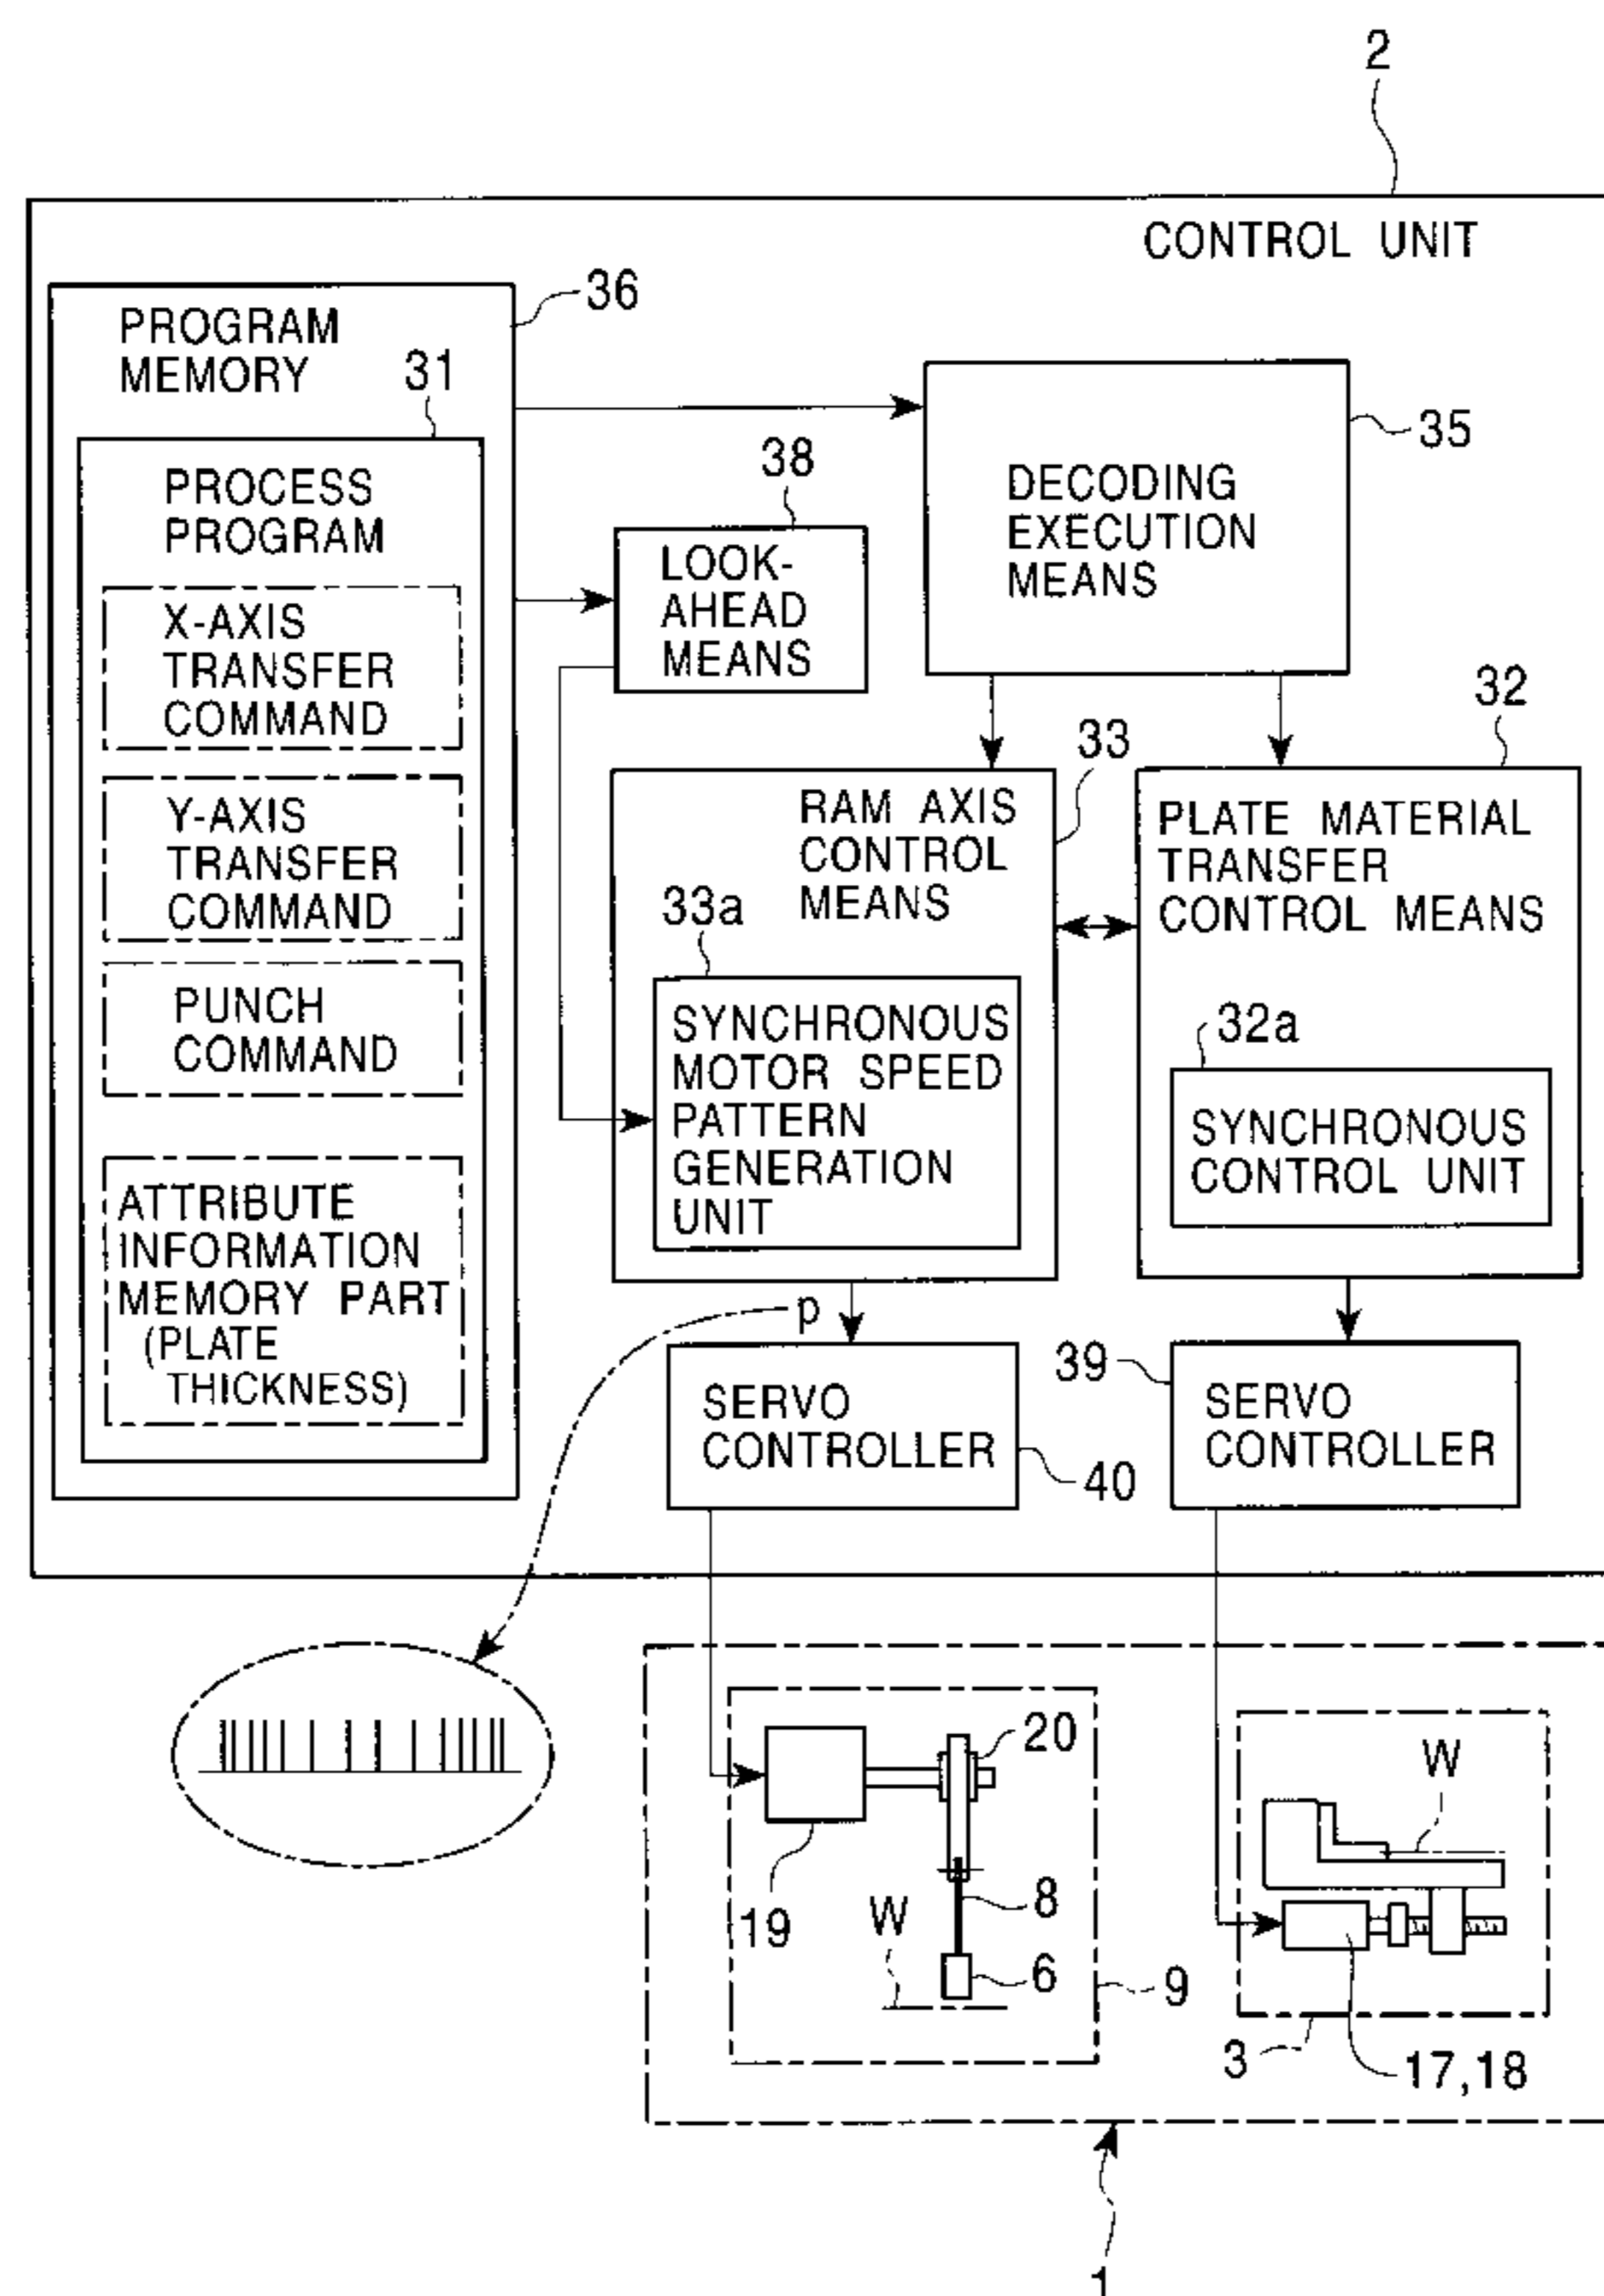 2
CONTROL UNIT
36
PROGRAM
MEMORY
31
PROCESS
PROGRAM
X-AXIS
TRANSFER
COMMAND
Y-AXIS
TRANSFER
COMMAND
PUNCH
COMMAND
ATTRIBUTE
INFORMATION
MEMORY PART
(PLATE
THICKNESS)
38
LOOK-
AHEAD
MEANS
35
DECODING
EXECUTION
MEANS
33
RAM AXIS
CONTROL
MEANS
33a
SYNCHRONOUS
MOTOR SPEED
PATTERN
GENERATION
UNIT
32
PLATE MATERIAL
TRANSFER
CONTROL MEANS
32a
SYNCHRONOUS
CONTROL UNIT
p
SERVO
CONTROLLER
40
39
SERVO
CONTROLLER
20
19
8
W
6
9
W
3
17,18
1